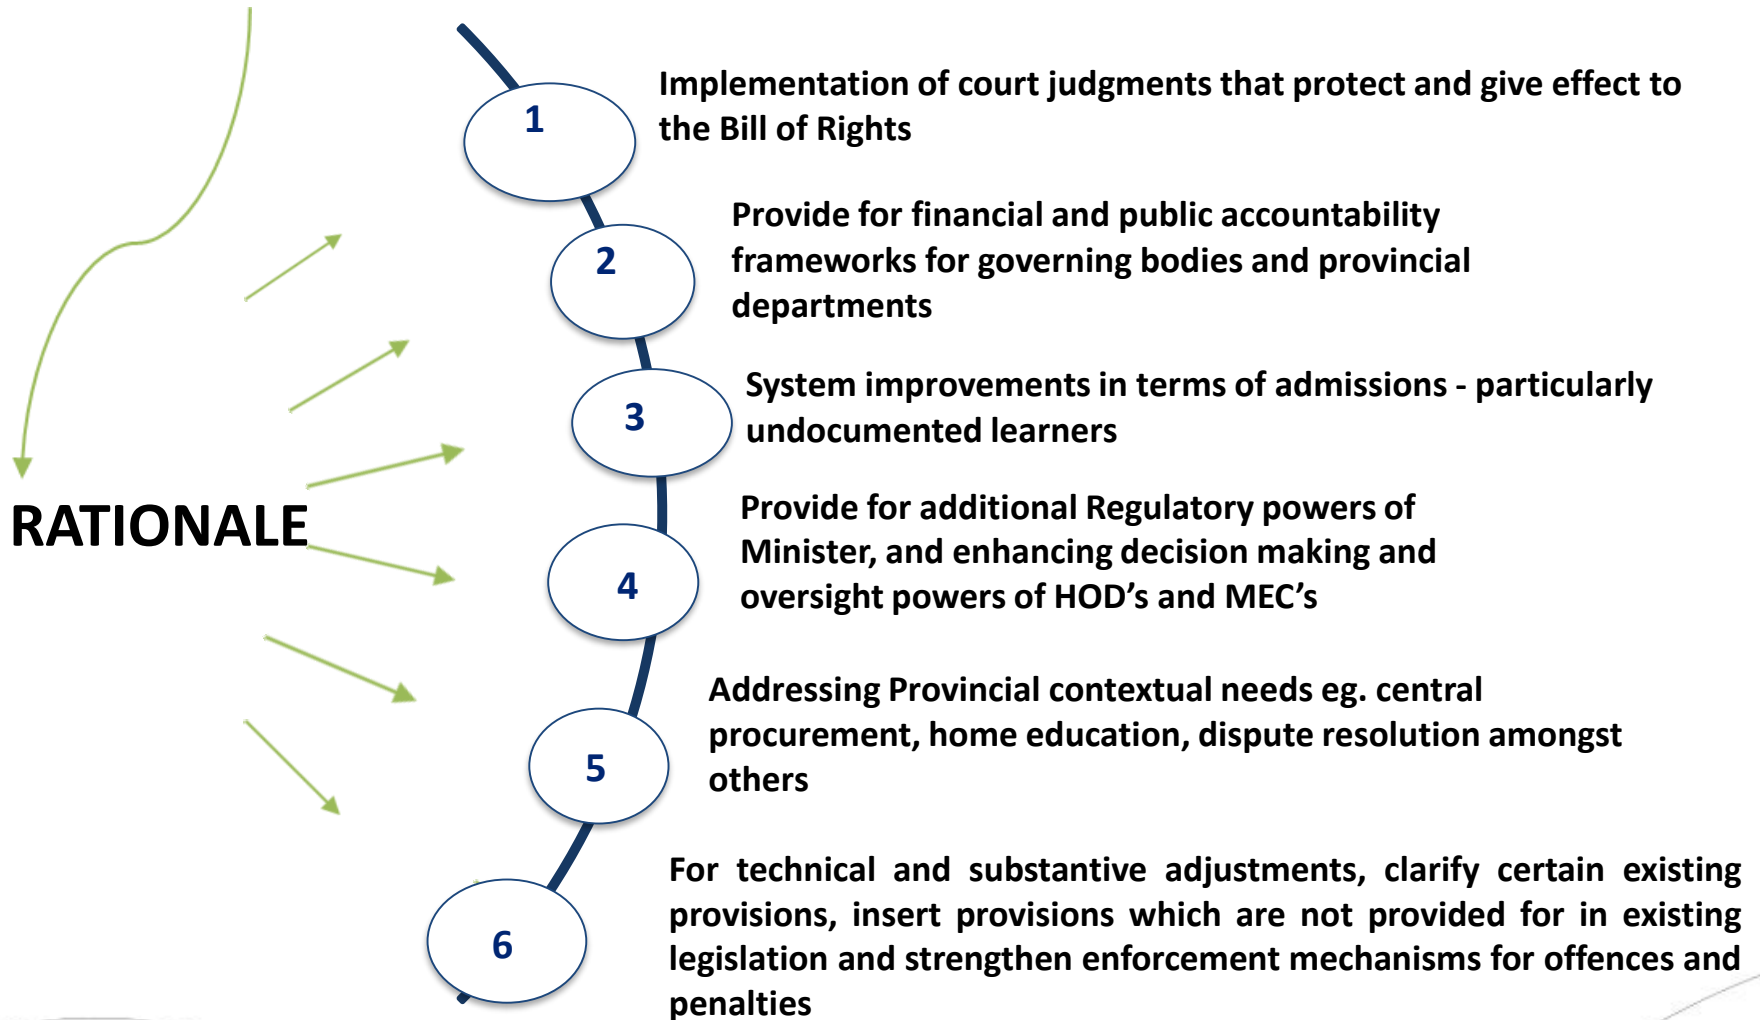 1
Implementation of court judgments that protect and give effect to
the Bill of Rights
2
Provide for financial and public accountability
frameworks for governing bodies and provincial
departments
3
System improvements in terms of admissions - particularly
undocumented learners
RATIONALE
4
Provide for additional Regulatory powers of
Minister, and enhancing decision making and
oversight powers of HOD's and MEC's
5
Addressing Provincial contextual needs eg. central
procurement, home education, dispute resolution amongst
others
6
For technical and substantive adjustments, clarify certain existing
provisions, insert provisions which are not provided for in existing
legislation and strengthen enforcement mechanisms for offences and
penalties